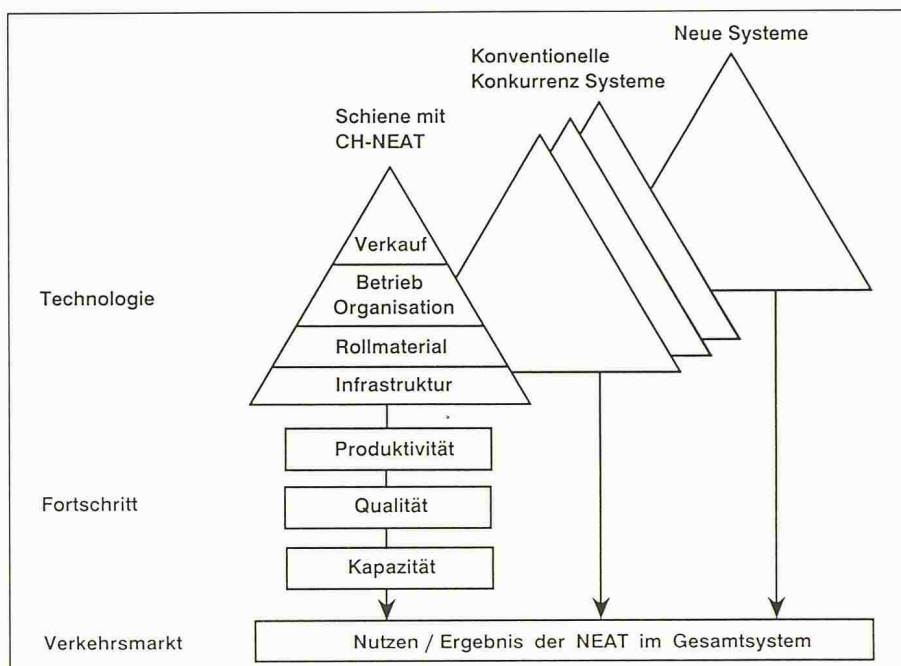 Neue Systeme
Konventionelle
Konkurrenz Systeme
Schiene mit
CH-NEAT
Verkauf
Betrieb
Organisation
Technologie
Rollmaterial
Infrastruktur
Produktivität
Fortschritt
Qualität
Kapazität
Verkehrsmarkt
Nutzen / Ergebnis der NEAT im Gesamtsystem